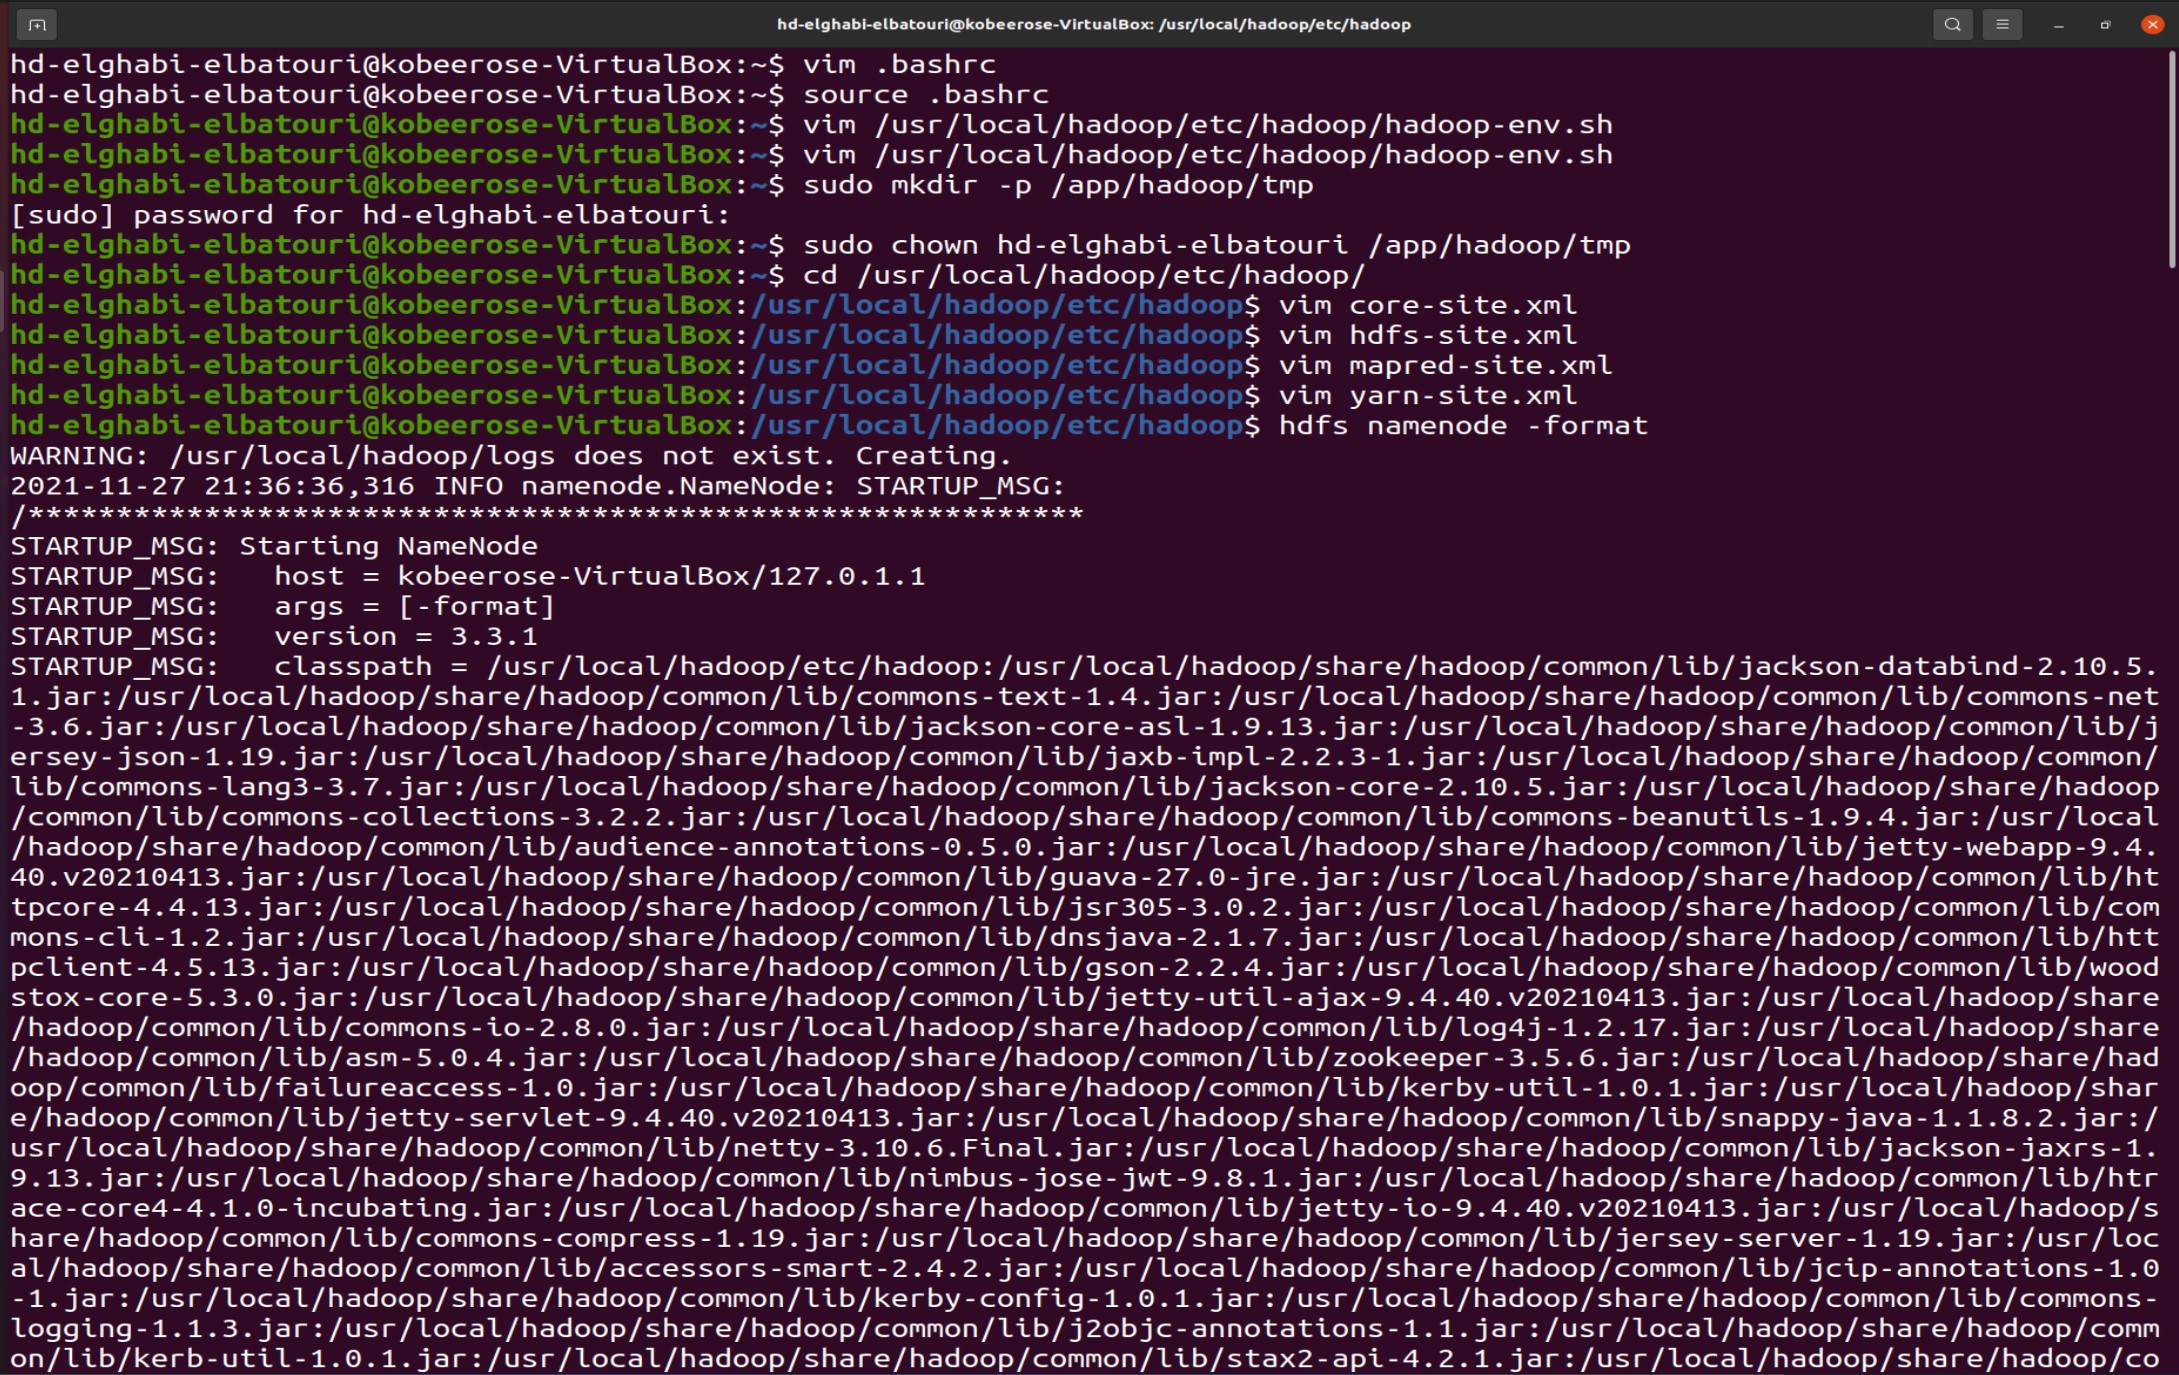 hd-elghabi-elbatouri@kobeerose-VirtualBox: /usr/local/hadoop/etc/hadoop
hd-elghabi-elbatouri@kobeerose-VirtualBox:~$ vim .bashrc
hd-elghabi-elbatouri@kobeerose-VirtualBox:~$ source .bashrc
hd-elghabi-elbatouri@kobeerose-VirtualBox:~$ vim /usr/local/hadoop/etc/hadoop/hadoop-env.sh
hd-elghabi-elbatouri@kobeerose-VirtualBox:~$ vim /usr/local/hadoop/etc/hadoop/hadoop-env.sh
hd-elghabi-elbatouri@kobeerose-VirtualBox:~$ sudo mkdir -p /app/hadoop/tmp
[sudo] password for hd-elghabi-elbatouri:
hd-elghabi-elbatouri@kobeerose-VirtualBox:~$ sudo chown hd-elghabi-elbatouri /app/hadoop/tmp
hd-elghabi-elbatouri@kobeerose-VirtualBox:~$ cd /usr/local/hadoop/etc/hadoop/
hd-elghabi-elbatouri@kobeerose-VirtualBox:/usr/local/hadoop/etc/hadoop$ vim core-site.xml
hd-elghabi-elbatouri@kobeerose-VirtualBox:/usr/local/hadoop/etc/hadoop$ vim hdfs-site.xml
hd-elghabi-elbatouri@kobeerose-VirtualBox:/usr/local/hadoop/etc/hadoop$ vim mapred-site.xml
hd-elghabi-elbatouri@kobeerose-VirtualBox:/usr/local/hadoop/etc/hadoop$ vim yarn-site.xml
hd-elghabi-elbatouri@kobeerose-VirtualBox:/usr/local/hadoop/etc/hadoop$ hdfs namenode -format
WARNING: /usr/local/hadoop/logs does not exist. Creating.
2021-11-27 21:36:36,316 INFO namenode.NameNode: STARTUP_MSG:
/************************************************************
STARTUP_MSG: Starting NameNode
STARTUP_MSG:   host = kobeerose-VirtualBox/127.0.1.1
STARTUP_MSG:   args = [-format]
STARTUP_MSG:   version = 3.3.1
STARTUP_MSG:   classpath = /usr/local/hadoop/etc/hadoop:/usr/local/hadoop/share/hadoop/common/lib/jackson-databind-2.10.5.
1.jar:/usr/local/hadoop/share/hadoop/common/lib/commons-text-1.4.jar:/usr/local/hadoop/share/hadoop/common/lib/commons-net
-3.6.jar:/usr/local/hadoop/share/hadoop/common/lib/jackson-core-asl-1.9.13.jar:/usr/local/hadoop/share/hadoop/common/lib/j
ersey-json-1.19.jar:/usr/local/hadoop/share/hadoop/common/lib/jaxb-impl-2.2.3-1.jar:/usr/local/hadoop/share/hadoop/common/
lib/commons-lang3-3.7.jar:/usr/local/hadoop/share/hadoop/common/lib/jackson-core-2.10.5.jar:/usr/local/hadoop/share/hadoop
/common/lib/commons-collections-3.2.2.jar:/usr/local/hadoop/share/hadoop/common/lib/commons-beanutils-1.9.4.jar:/usr/local
/hadoop/share/hadoop/common/lib/audience-annotations-0.5.0.jar:/usr/local/hadoop/share/hadoop/common/lib/jetty-webapp-9.4.
40.v20210413.jar:/usr/local/hadoop/share/hadoop/common/lib/guava-27.0-jre.jar:/usr/local/hadoop/share/hadoop/common/lib/ht
tpcore-4.4.13.jar:/usr/local/hadoop/share/hadoop/common/lib/jsr305-3.0.2.jar:/usr/local/hadoop/share/hadoop/common/lib/com
mons-cli-1.2.jar:/usr/local/hadoop/share/hadoop/common/lib/dnsjava-2.1.7.jar:/usr/local/hadoop/share/hadoop/common/lib/htt
pclient-4.5.13.jar:/usr/local/hadoop/share/hadoop/common/lib/gson-2.2.4.jar:/usr/local/hadoop/share/hadoop/common/lib/wood
stox-core-5.3.0.jar:/usr/local/hadoop/share/hadoop/common/lib/jetty-util-ajax-9.4.40.v20210413.jar:/usr/local/hadoop/share
/hadoop/common/lib/commons-io-2.8.0.jar:/usr/local/hadoop/share/hadoop/common/lib/log4j-1.2.17.jar:/usr/local/hadoop/share
/hadoop/common/lib/asm-5.0.4.jar:/usr/local/hadoop/share/hadoop/common/lib/zookeeper-3.5.6.jar:/usr/local/hadoop/share/had
oop/common/lib/failureaccess-1.0.jar:/usr/local/hadoop/share/hadoop/common/lib/kerby-util-1.0.1.jar:/usr/local/hadoop/shar
e/hadoop/common/lib/jetty-servlet-9.4.40.v20210413.jar:/usr/local/hadoop/share/hadoop/common/lib/snappy-java-1.1.8.2.jar:/
usr/local/hadoop/share/hadoop/common/lib/netty-3.10.6.Final.jar:/usr/local/hadoop/share/hadoop/common/lib/jackson-jaxrs-1.
9.13.jar:/usr/local/hadoop/share/hadoop/common/lib/nimbus-jose-jwt-9.8.1.jar:/usr/local/hadoop/share/hadoop/common/lib/htr
ace-core4-4.1.0-incubating.jar:/usr/local/hadoop/share/hadoop/common/lib/jetty-io-9.4.40.v20210413.jar:/usr/local/hadoop/s
hare/hadoop/common/lib/commons-compress-1.19.jar:/usr/local/hadoop/share/hadoop/common/lib/jersey-server-1.19.jar:/usr/loc
al/hadoop/share/hadoop/common/lib/accessors-smart-2.4.2.jar:/usr/local/hadoop/share/hadoop/common/lib/jcip-annotations-1.0
-1.jar:/usr/local/hadoop/share/hadoop/common/lib/kerby-config-1.0.1.jar:/usr/local/hadoop/share/hadoop/common/lib/commons-
logging-1.1.3.jar:/usr/local/hadoop/share/hadoop/common/lib/j2objc-annotations-1.1.jar:/usr/local/hadoop/share/hadoop/comm
on/lib/kerb-util-1.0.1.jar:/usr/local/hadoop/share/hadoop/common/lib/stax2-api-4.2.1.jar:/usr/local/hadoop/share/hadoop/co